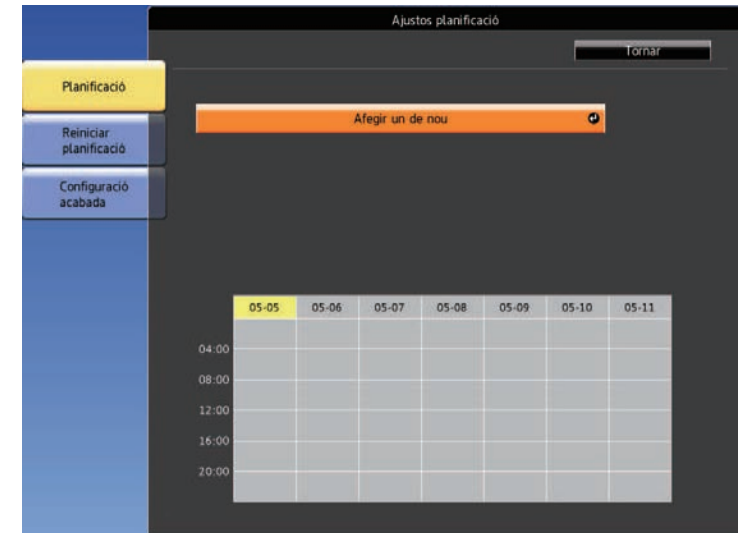 Ajustos planificació
Tornar
Planificació
Afegir un de nou
Reiniciar
planificació
Configuració
acabada
05-05 05-06 05-07 05-08 05-09 05-10 05-11
04:00
08:00
12:00
16:00
20:00